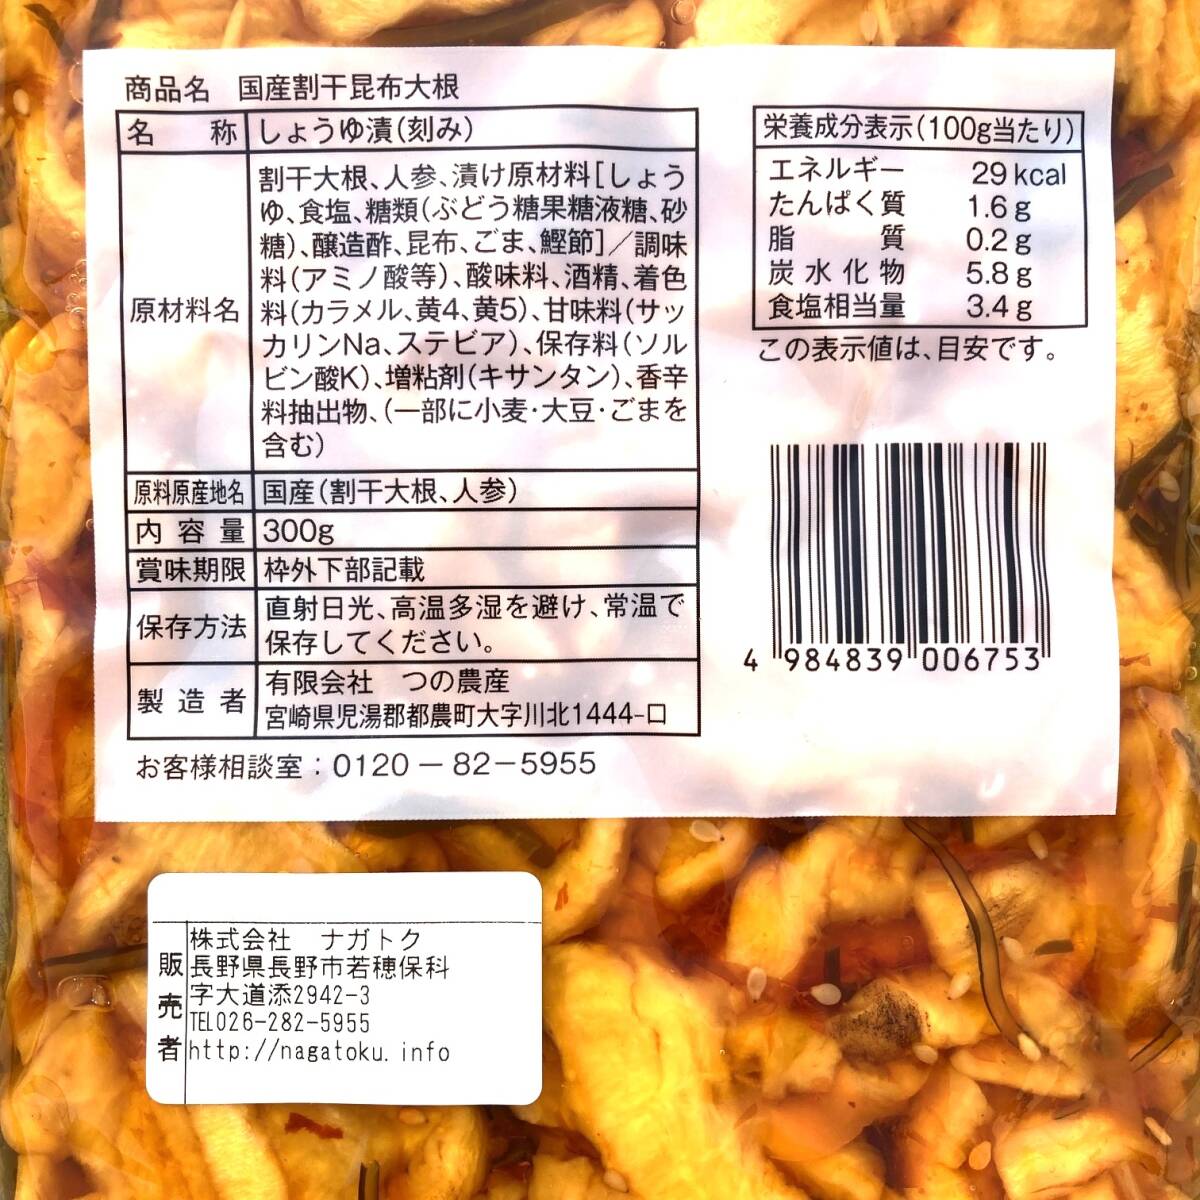 商品名 国産割干昆布大根
名 称 しょうゆ漬(刻み)
原材料名
割干大根、人参、漬け原材料[しょう
ゆ、食塩、糖類(ぶどう糖果糖液糖、砂
糖)、醸造酢、昆布、ごま、鰹節]/調味
料(アミノ酸等)、酸味料、酒精、着色
料(カラメル、黄4、黄5)、甘味料(サッ
カリンNa、ステビア)、保存料(ソル
ビン酸K)、増粘剤(キサンタン)、香辛
料抽出物、(一部に小麦・大豆・ごまを
含む)
原料原産地名 国産(割干大根、人参)
内容量 300g
賞味期限 枠外下部記載
保存方法
直射日光、高温多湿を避け、常温で
保存してください。
製造者
有限会社 つの農産
宮崎県児湯郡都農町大字川北1444-ロ
お客様相談室:0120-82-5955
栄養成分表示(100g当たり)
エネルギー 29kcal
たんぱく質 1.6g
脂質 0.2g
炭水化物 5.8g
食塩相当量 3.4g
この表示値は、目安です。
4 984839 006753
販売者
株式会社 ナガトク
長野県長野市若穂保科
字大道添2942-3
TEL026-282-5955
http://nagatoku.info